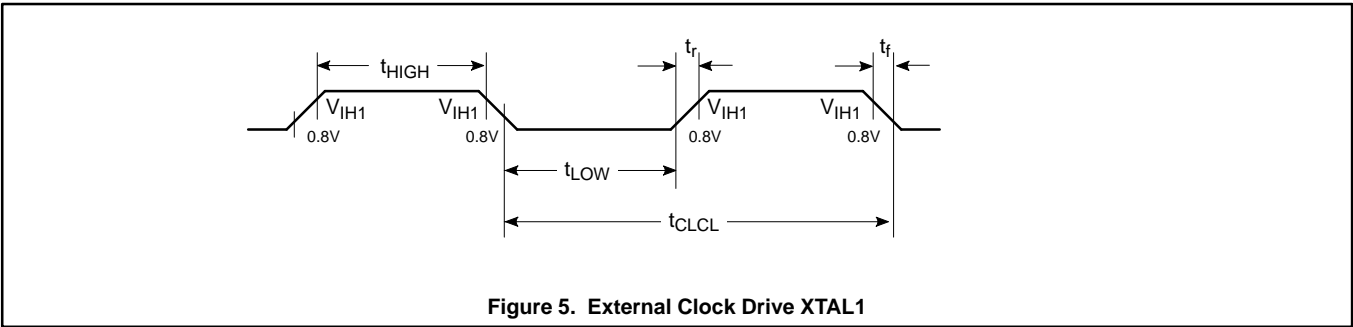 tHIGH
tr
tf
VIH1
VIH1
VIH1
VIH1
0.8V
0.8V
0.8V
0.8V
tLOW
tCLCL
Figure 5. External Clock Drive XTAL1